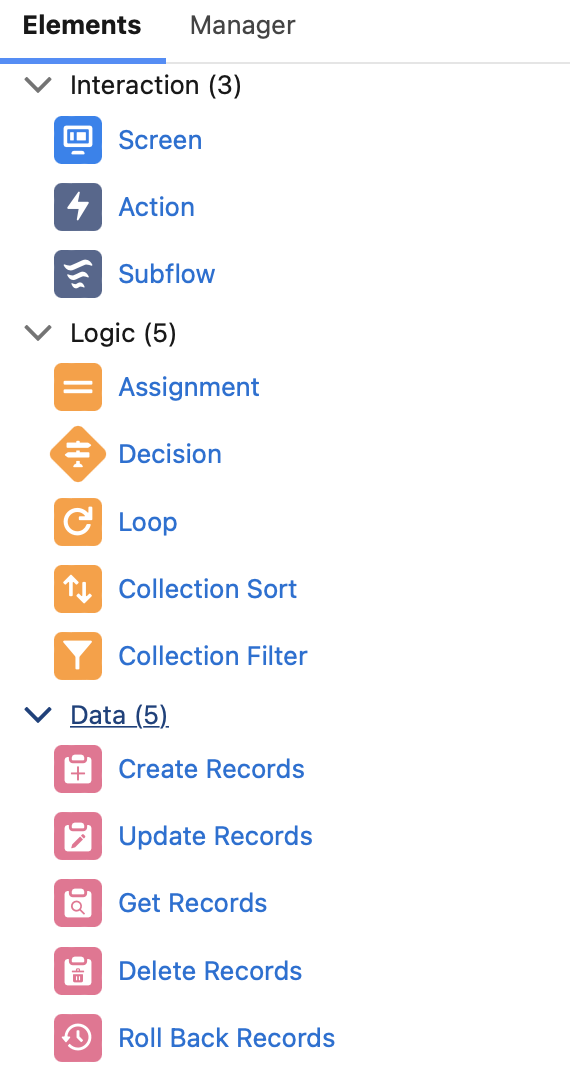 Elements Manager
Interaction (3)
Screen
Action
Subflow
Logic (5)
Assignment
Decision
Loop
Collection Sort
Collection Filter
Data (5)
Create Records
Update Records
Get Records
Delete Records
Roll Back Records